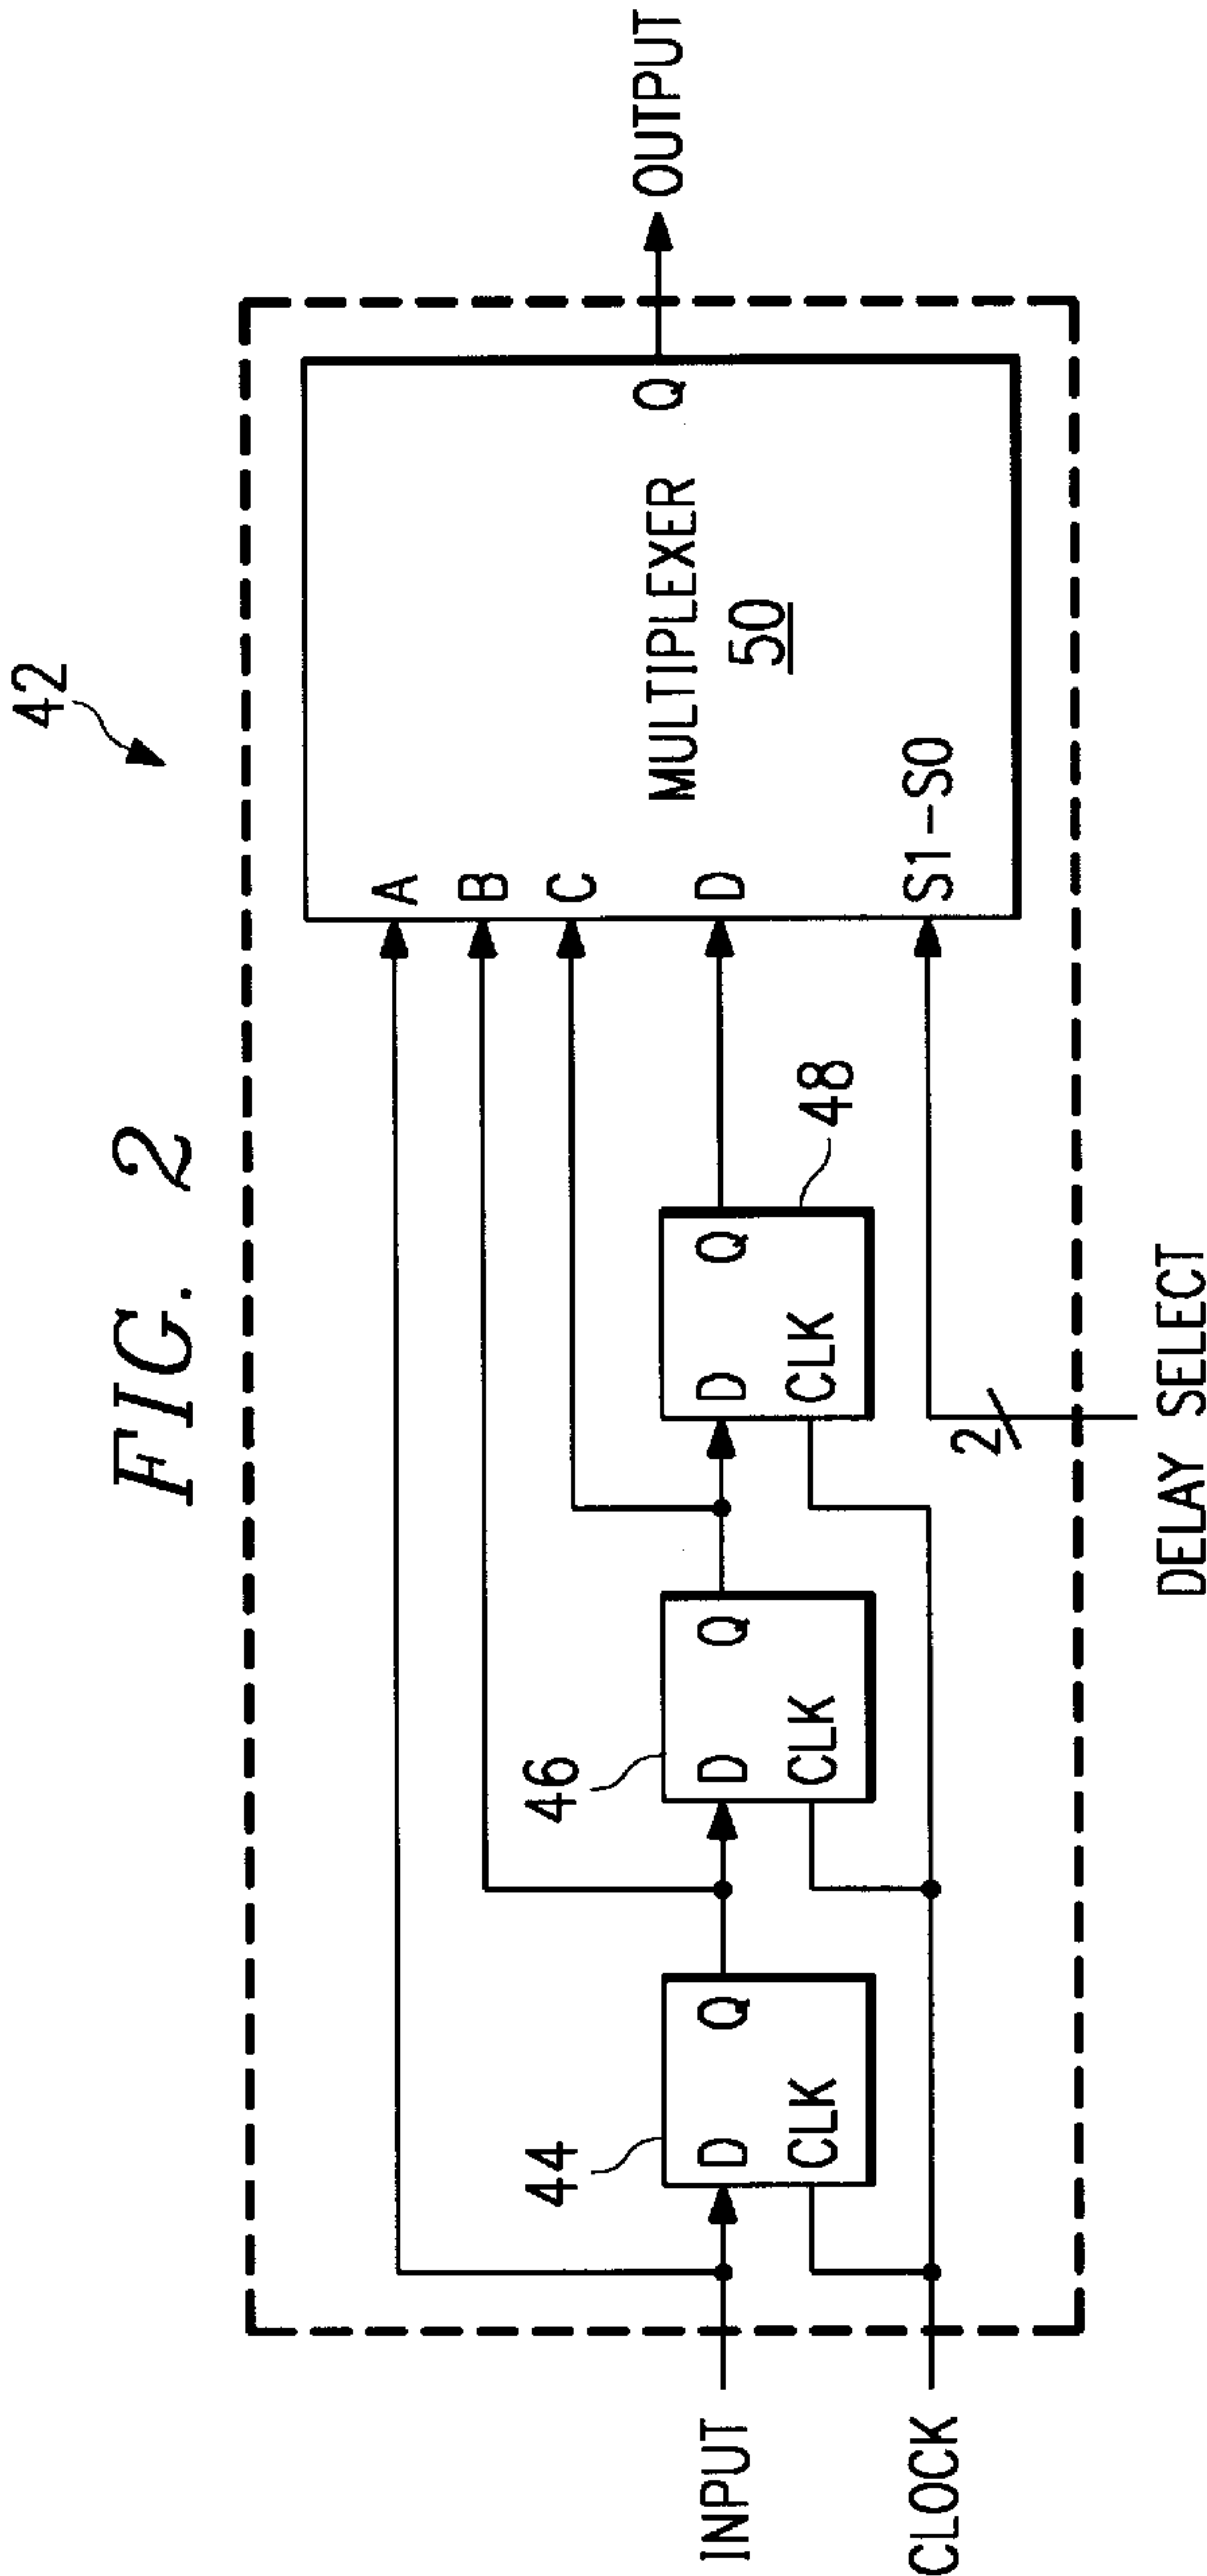 FIG. 2
42
A
B
C
D
S1-S0
MULTIPLEXER
50
Q
OUTPUT
44
D
Q
CLK
46
D
Q
CLK
48
D
Q
CLK
INPUT
CLOCK
2
DELAY SELECT